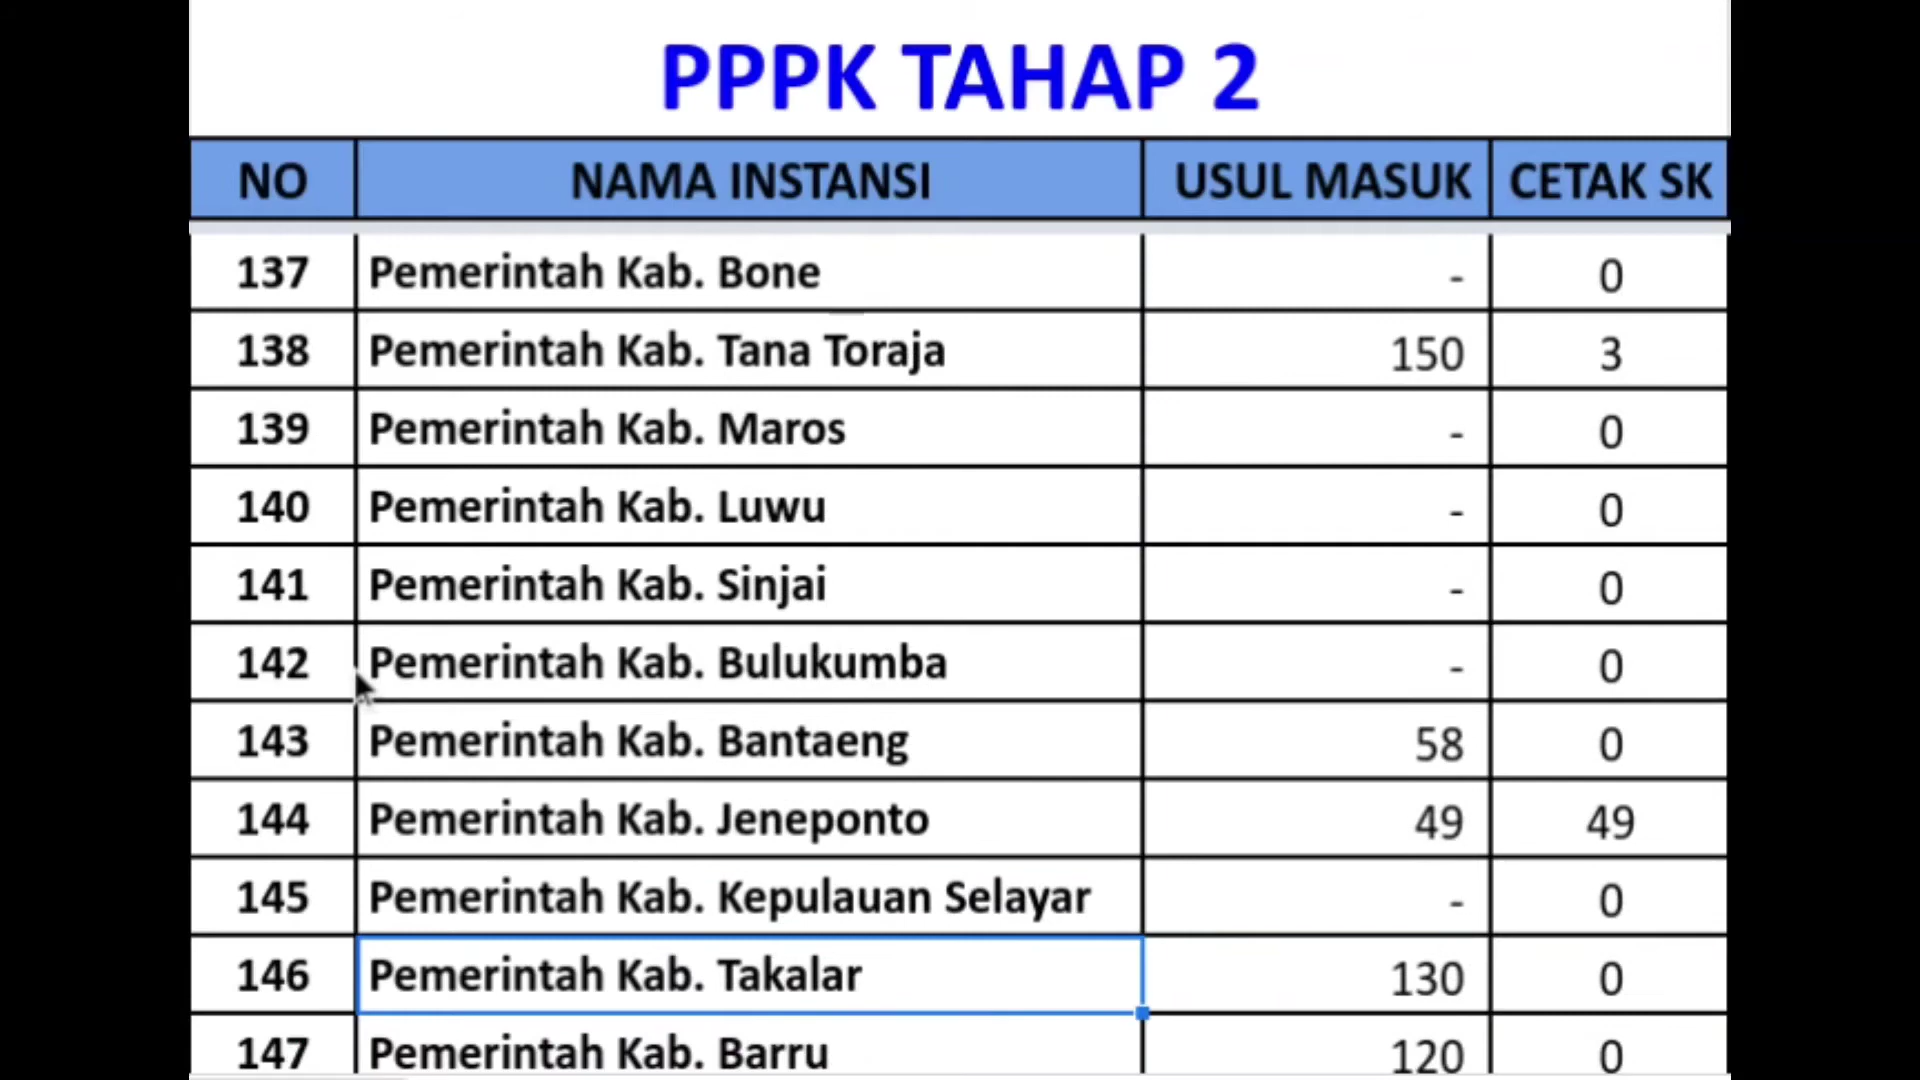 PPPK TAHAP 2
NO NAMA INSTANSI USUL MASUK CETAK SK
137 Pemerintah Kab. Bone - 0
138 Pemerintah Kab. Tana Toraja 150 3
139 Pemerintah Kab. Maros - 0
140 Pemerintah Kab. Luwu - 0
141 Pemerintah Kab. Sinjai - 0
142 Pemerintah Kab. Bulukumba - 0
143 Pemerintah Kab. Bantaeng 58 0
144 Pemerintah Kab. Jeneponto 49 49
145 Pemerintah Kab. Kepulauan Selayar - 0
146 Pemerintah Kab. Takalar 130 0
147 Pemerintah Kab. Barru 120 0